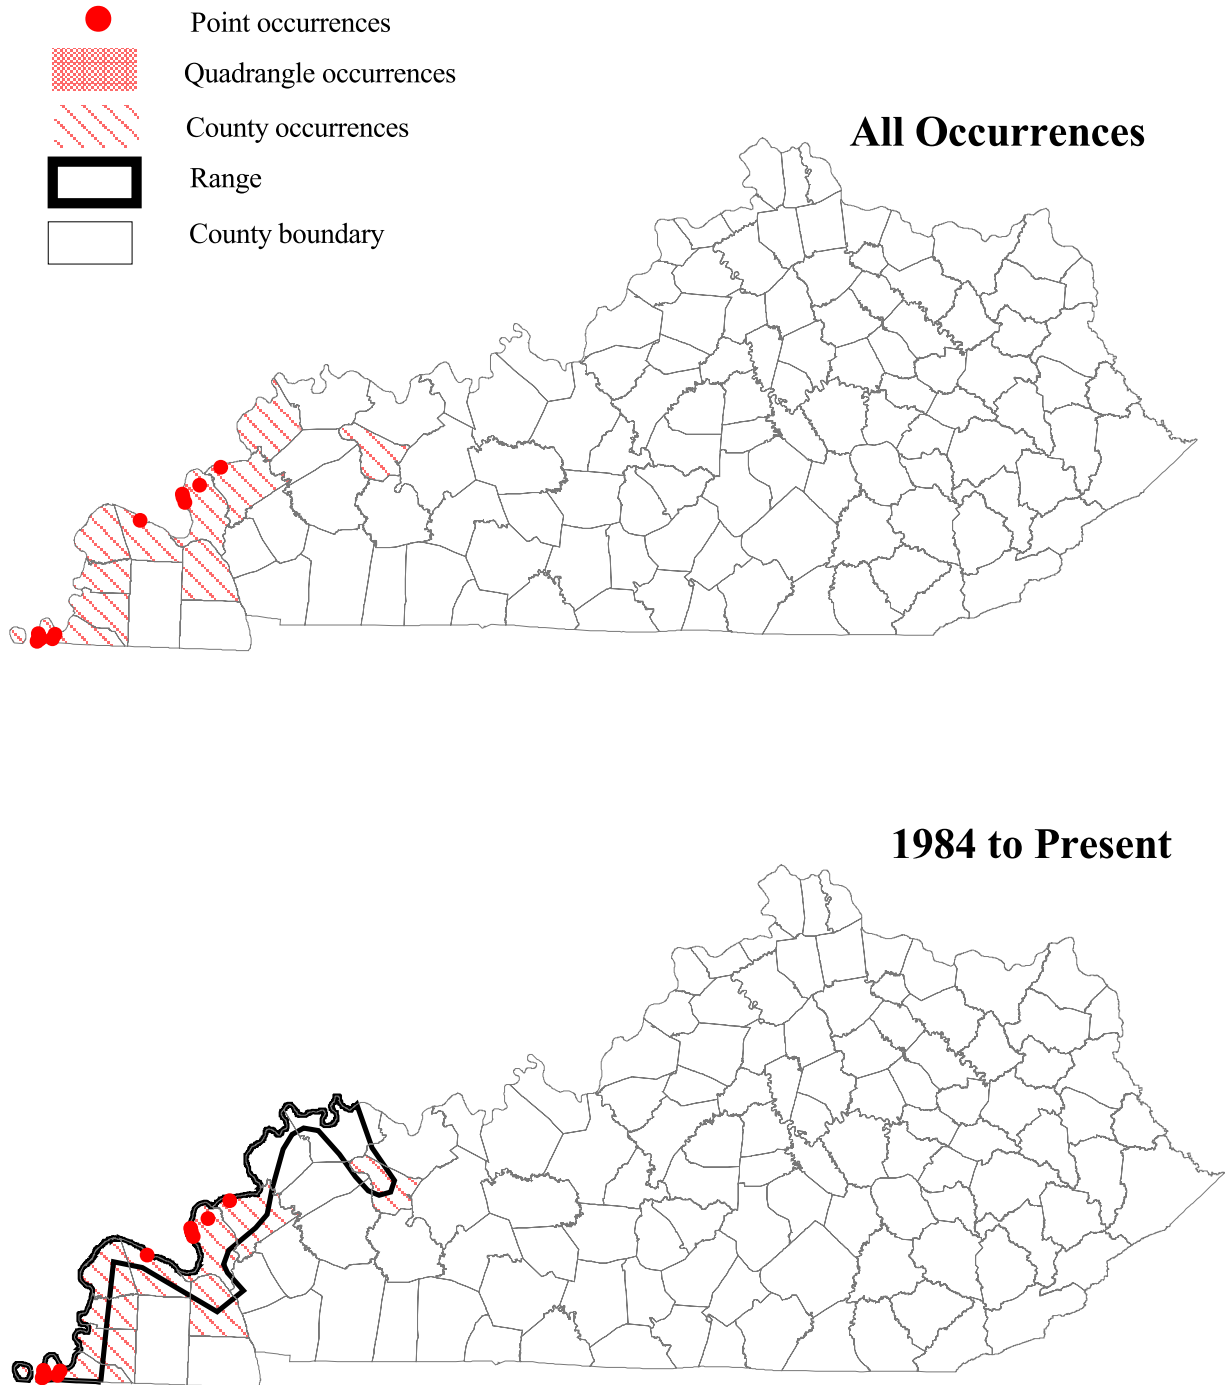 Point occurrences
Quadrangle occurrences
County occurrences
Range
County boundary
All Occurrences
1984 to Present